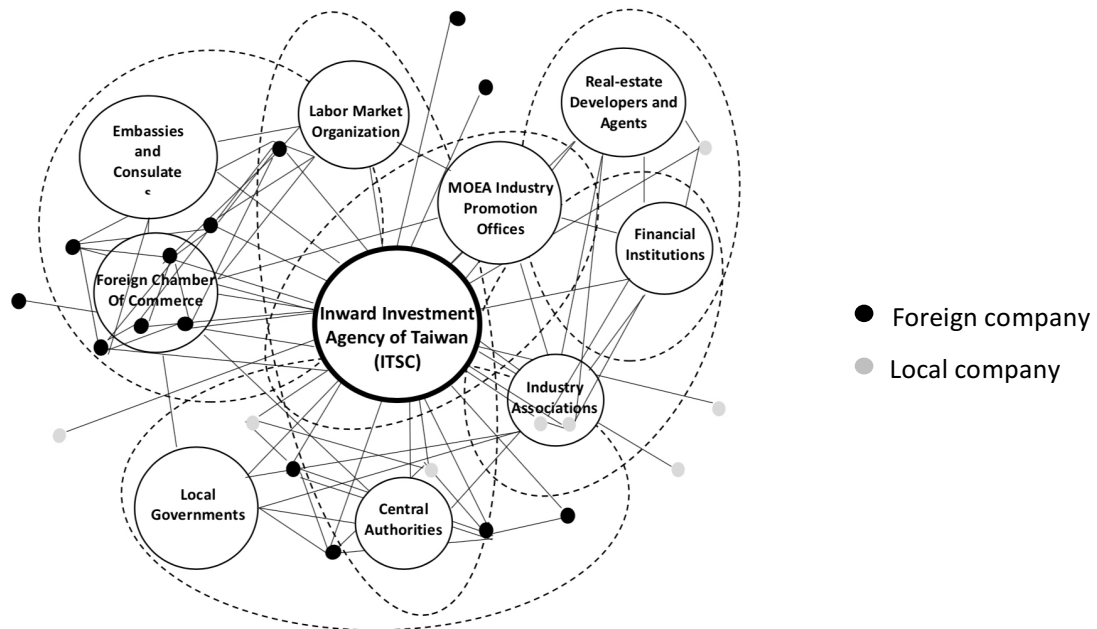 Labor Market
Organization
Real-estate
Developers and
Agents
Embassies
and
Consulate
s
MOEA Industry
Promotion
Offices
Financial
Institutions
Foreign Chamber
Of Commerce
Inward Investment
Agency of Taiwan
(ITSC)
Industry
Associations
Local
Governments
Central
Authorities
Foreign company
Local company